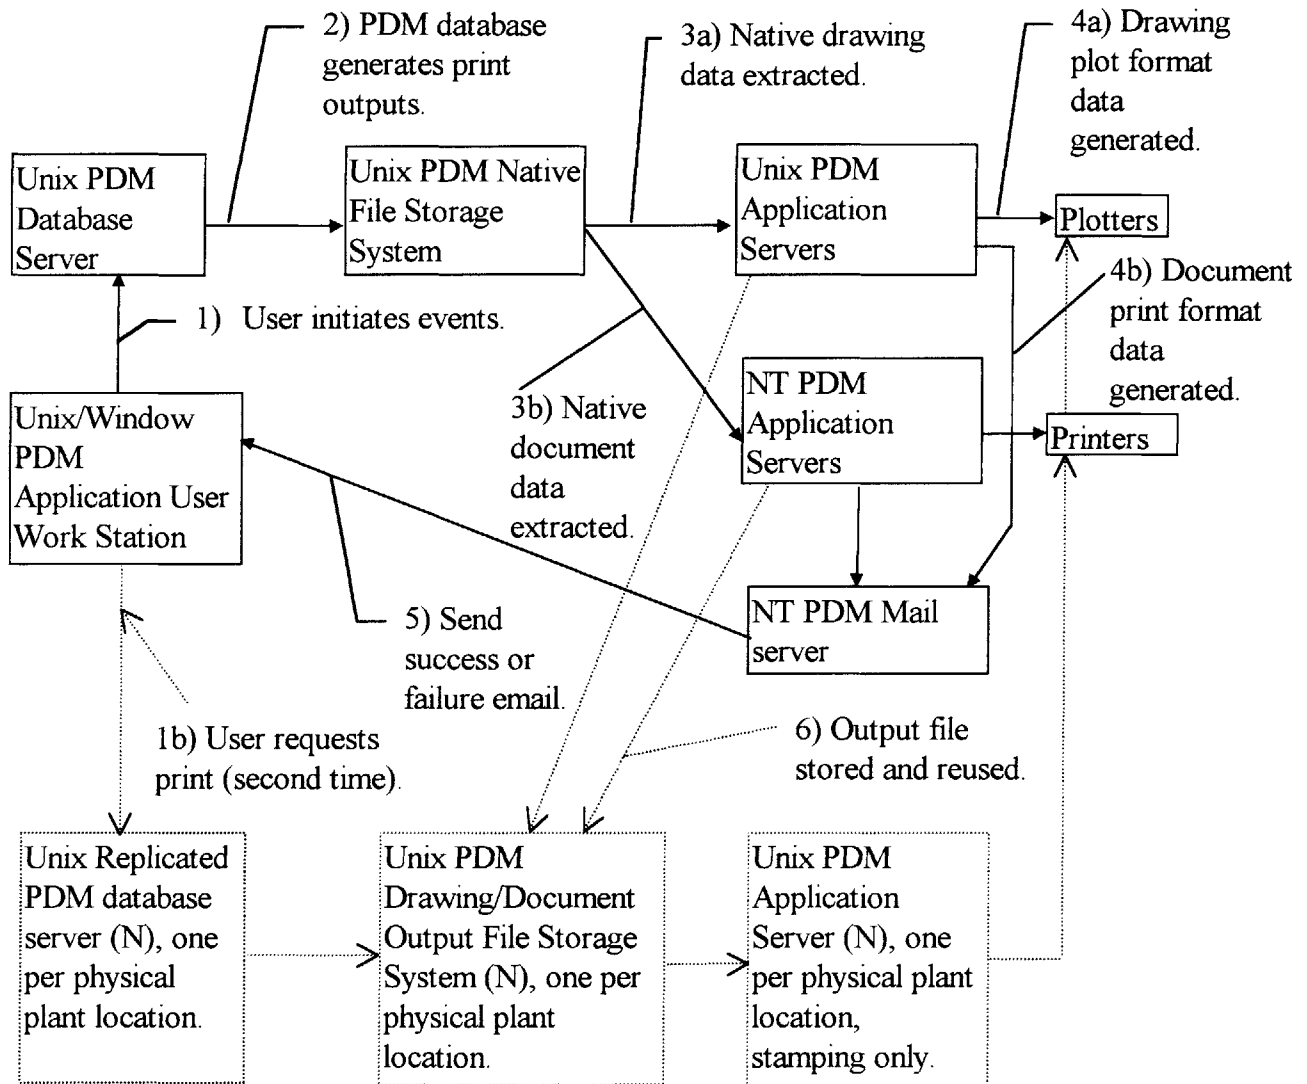 2) PDM database
generates print
outputs.
3a) Native drawing
data extracted.
4a) Drawing
plot format
data
generated.
Unix PDM
Database
Server
Unix PDM Native
File Storage
System
Unix PDM
Application
Servers
Plotters
1) User initiates events.
4b) Document
print format
data
generated.
Unix/Window
PDM
Application User
Work Station
3b) Native
document
data
extracted.
NT PDM
Application
Servers
Printers
5) Send
success or
failure email.
NT PDM Mail
server
1b) User requests
print (second time).
6) Output file
stored and reused.
Unix Replicated
PDM database
server (N), one
per physical
plant location.
Unix PDM
Drawing/Document
Output File Storage
System (N), one per
physical plant
location.
Unix PDM
Application
Server (N), one
per physical plant
location,
stamping only.